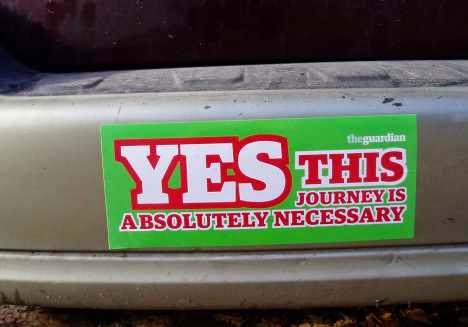 theguardian
YES THIS
JOURNEY IS
ABSOLUTELY NECESSARY